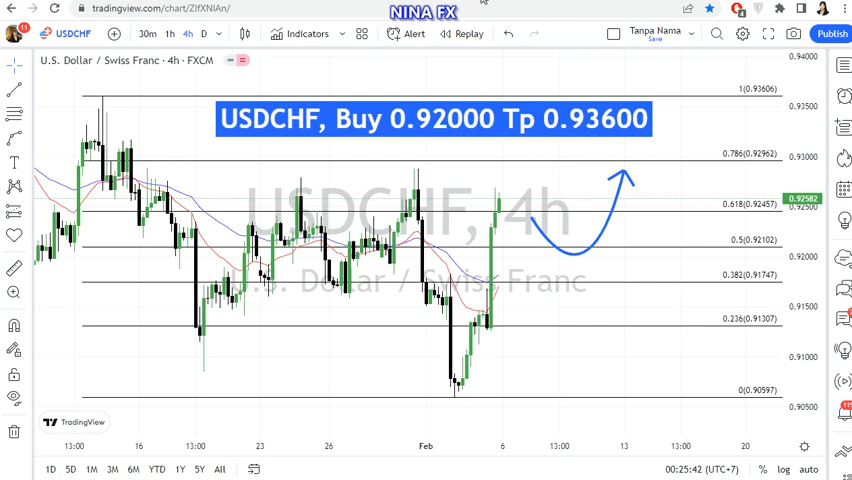 tradingview.com/chart/ZIfXNIAn/
NINA FX
11
USDCHF
30m 1h 4h D
Indicators
Alert
Replay
Tanpa Nama
Save
Publish
U.S. Dollar / Swiss Franc · 4h · FXCM
USDCHF, Buy 0.92000 Tp 0.93600
USDCHF, 4h
U.S. Dollar / Swiss Franc
1(0.93606)
0.786(0.92962)
0.618(0.92457)
0.5(0.92102)
0.382(0.91747)
0.236(0.91307)
0(0.90597)
0.94000
0.93500
0.93000
0.92582
0.92500
0.92000
0.91500
0.91000
0.90500
TradingView
13:00 16 13:00 23 26 Feb 6 13:00 13 13:00 20
1D 5D 1M 3M 6M YTD 1Y 5Y All
00:25:42 (UTC+7) % log auto